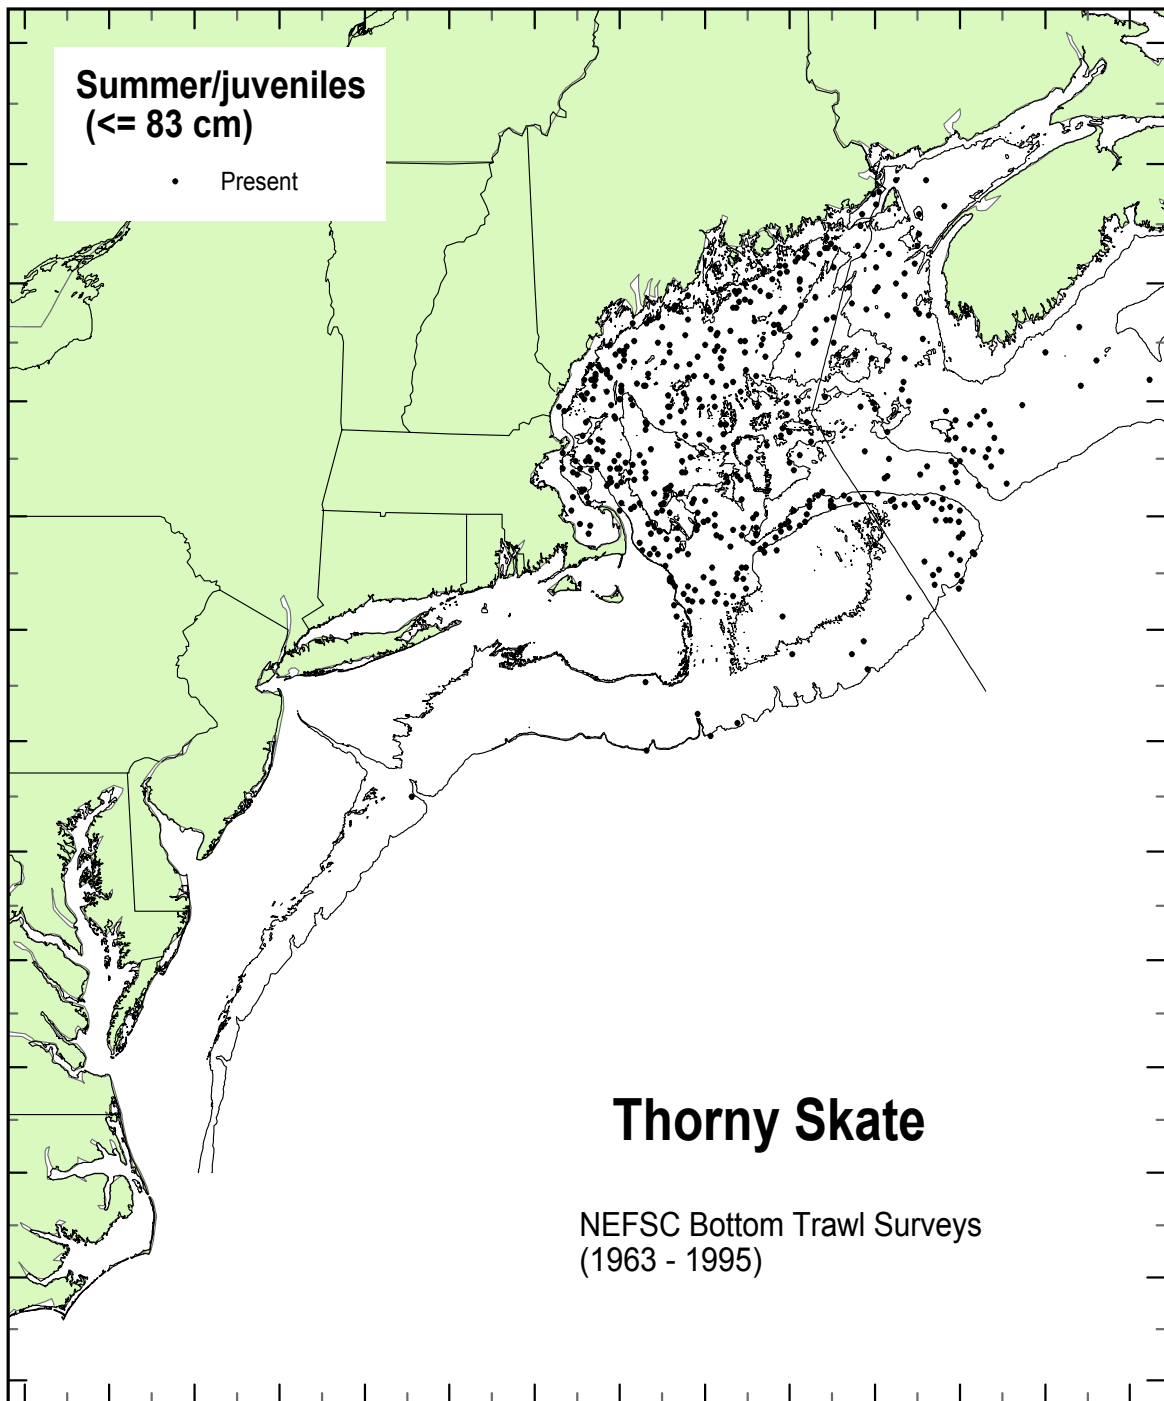 Summer/juveniles
(<= 83 cm)
Present
Thorny Skate
NEFSC Bottom Trawl Surveys
(1963 - 1995)